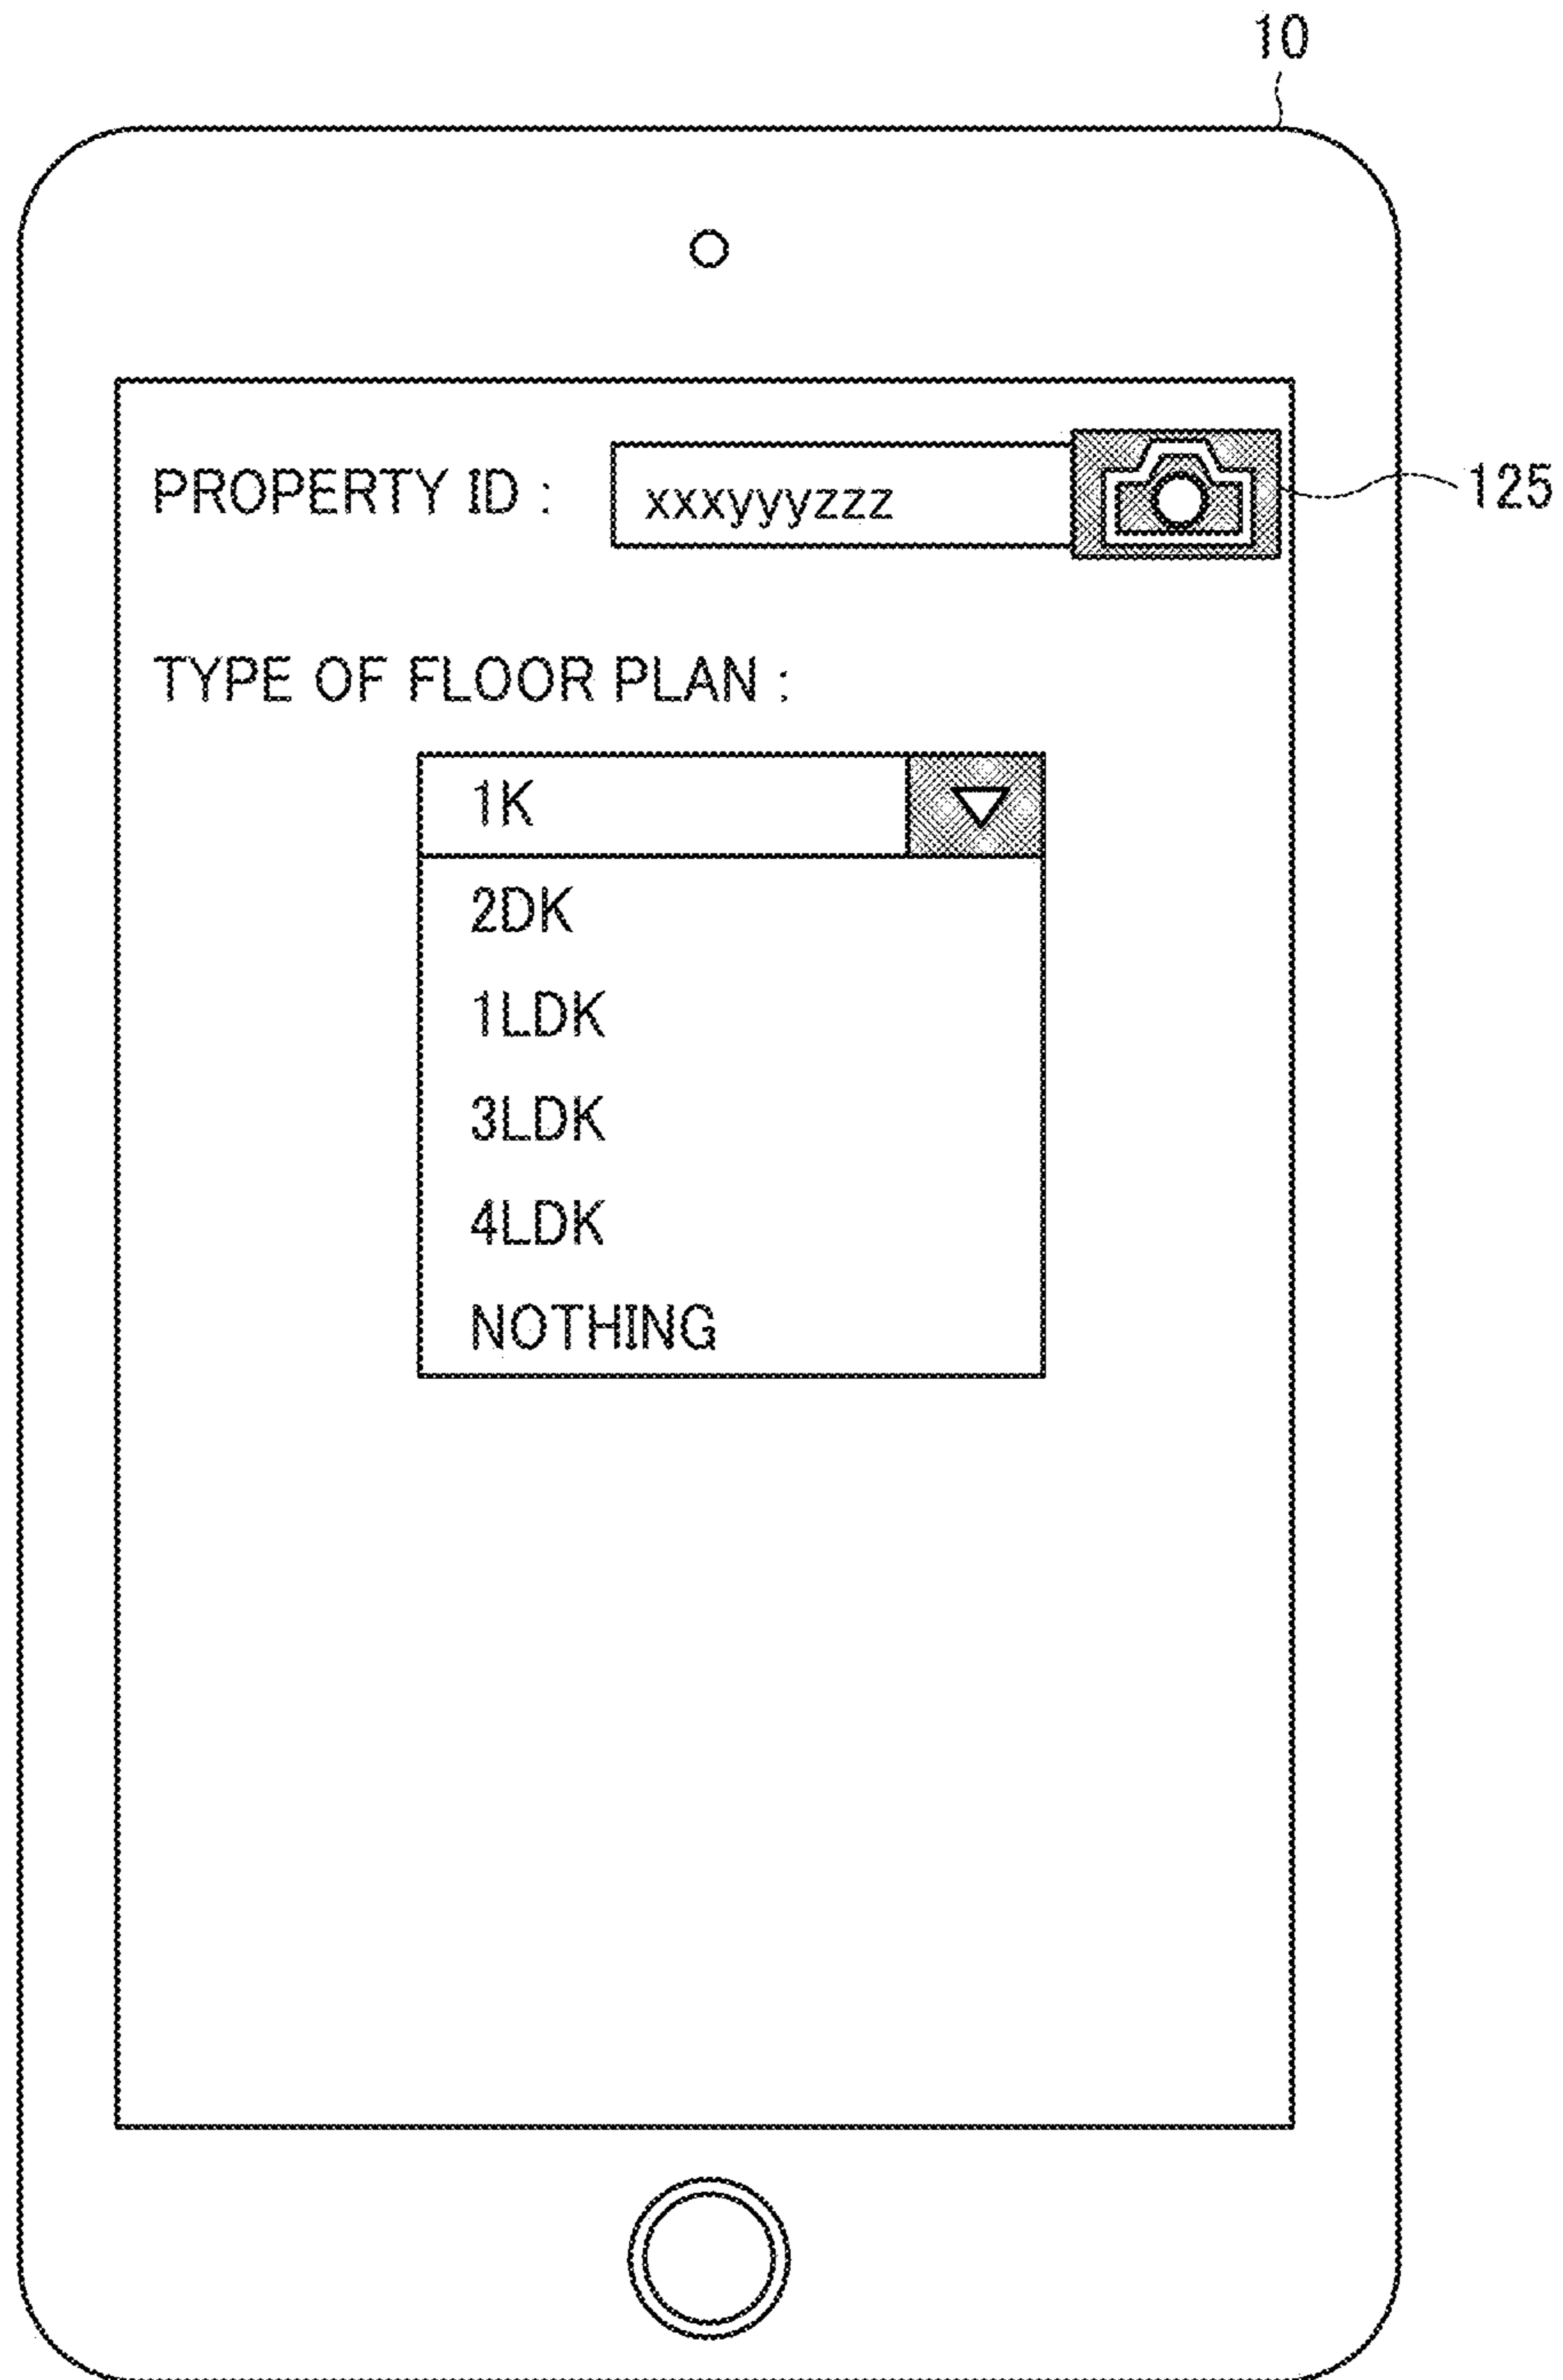 10
PROPERTY ID : xxxyyyzzz
125
TYPE OF FLOOR PLAN :
1K
2DK
1LDK
3LDK
4LDK
NOTHING